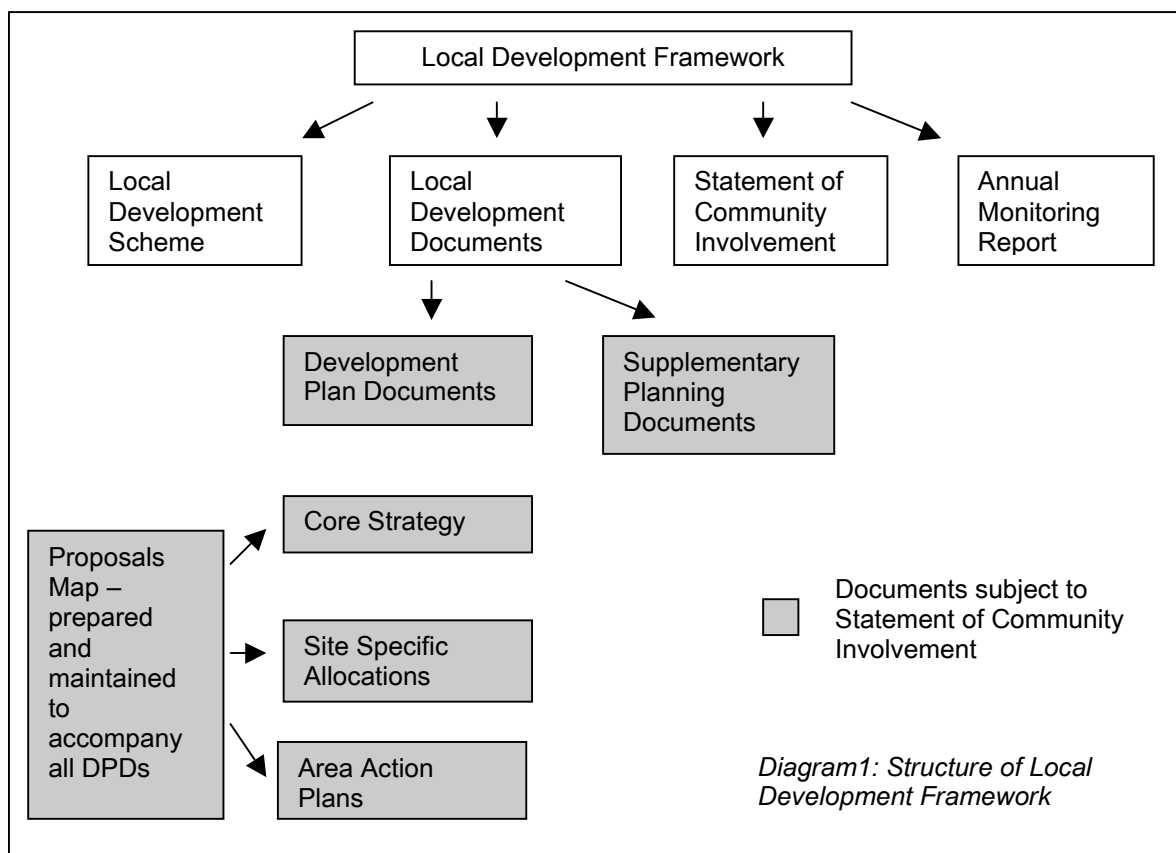 Local Development Framework
Local
Development
Scheme
Local
Development
Documents
Statement of
Community
Involvement
Annual
Monitoring
Report
Development
Plan Documents
Supplementary
Planning
Documents
Proposals
Map –
prepared
and
maintained
to
accompany
all DPDs
Core Strategy
Site Specific
Allocations
Area Action
Plans
Documents subject to
Statement of Community
Involvement
Diagram1: Structure of Local
Development Framework